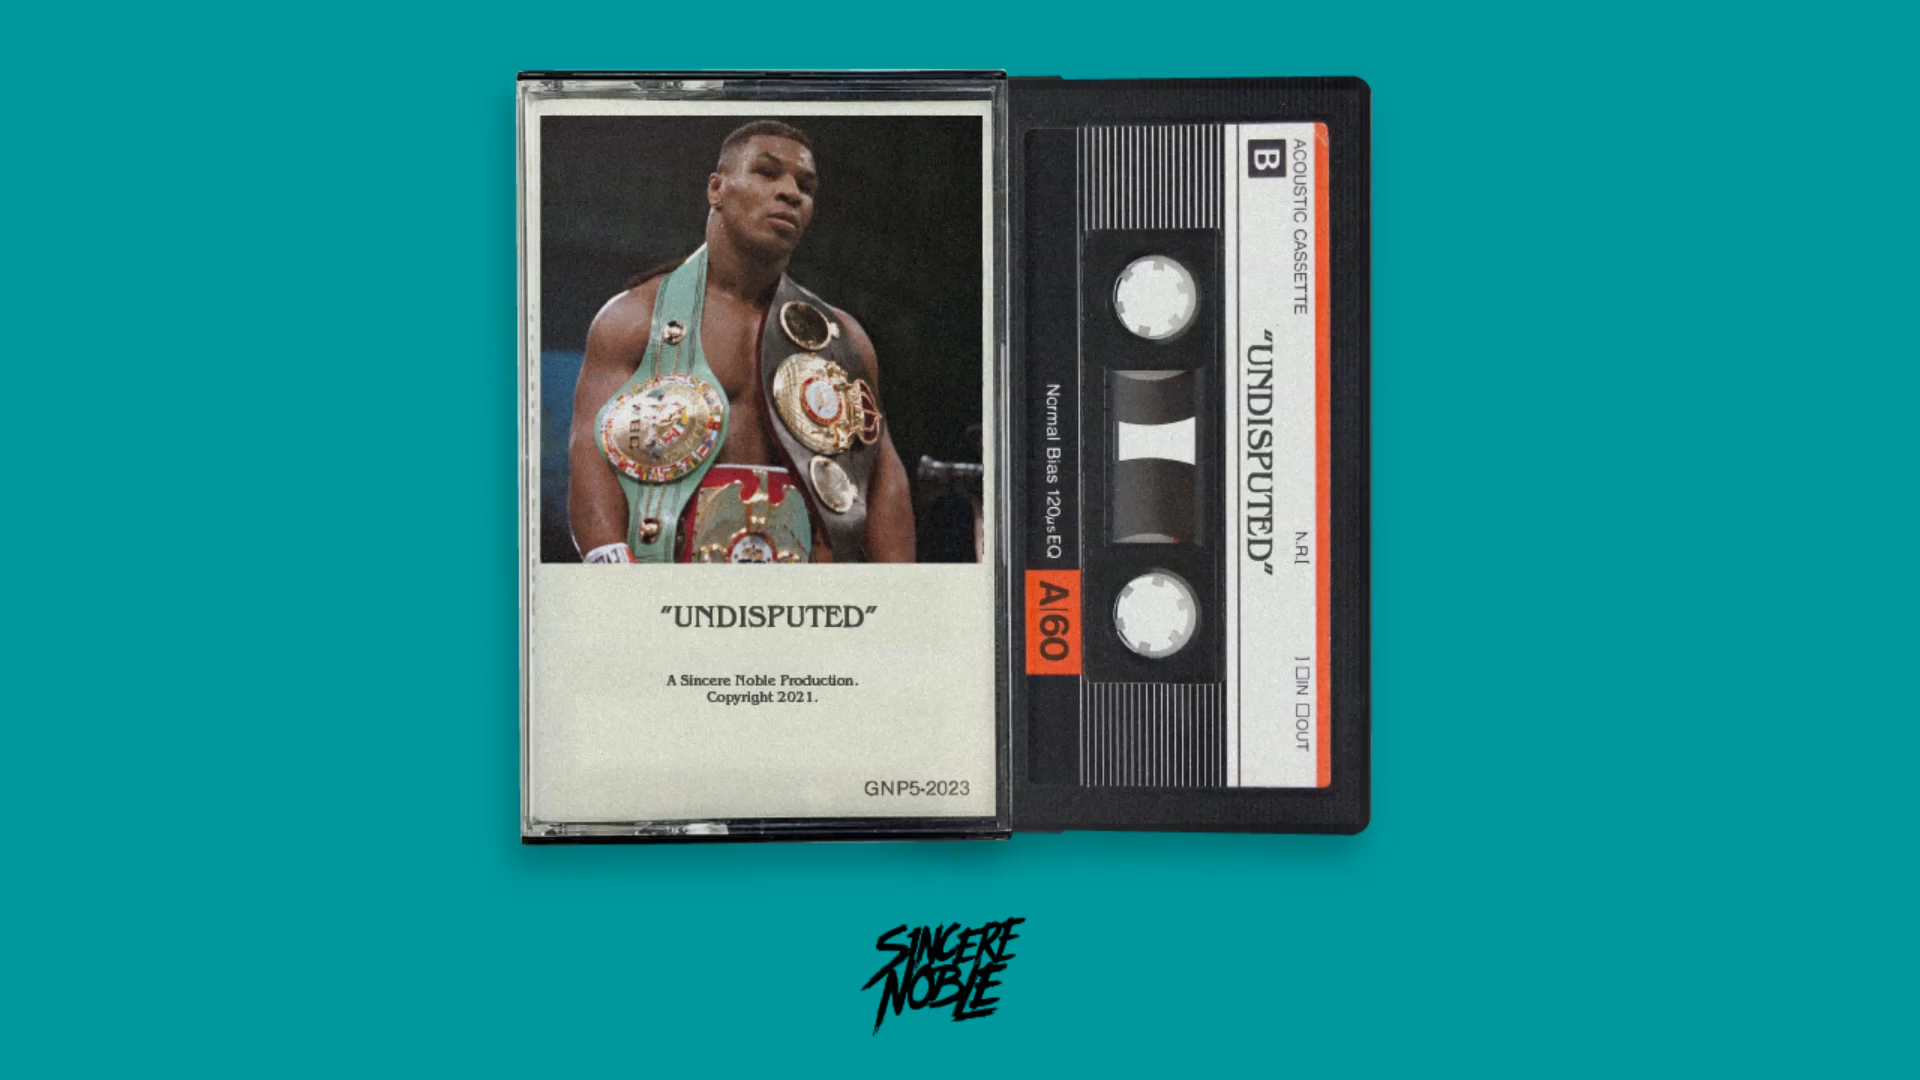 "UNDISPUTED"
A Sincere Noble Production.
Copyright 2021.
GNP5-2023
B
ACOUSTIC CASSETTE
"UNDISPUTED"
N.R.[
] □IN □OUT
Normal Bias 120μs EQ
A|60
WBC
SINCERE
NOBLE